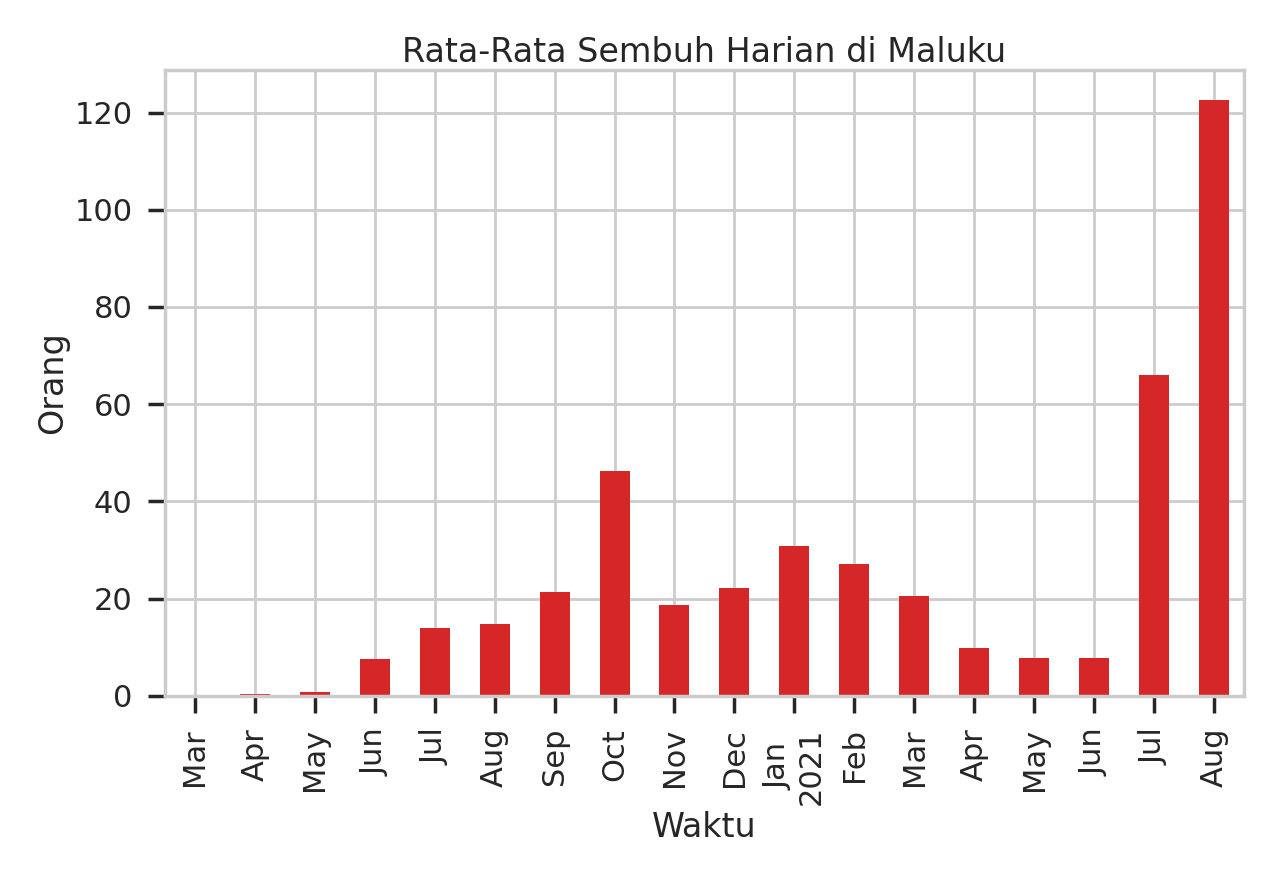 Rata-Rata Sembuh Harian di Maluku
120
100
80
60
40
20
0
Orang
Mar
Apr
May
Jun
Jul
Aug
Sep
Oct
Nov
Dec
Jan
2021
Feb
Mar
Apr
May
Jun
Jul
Aug
Waktu